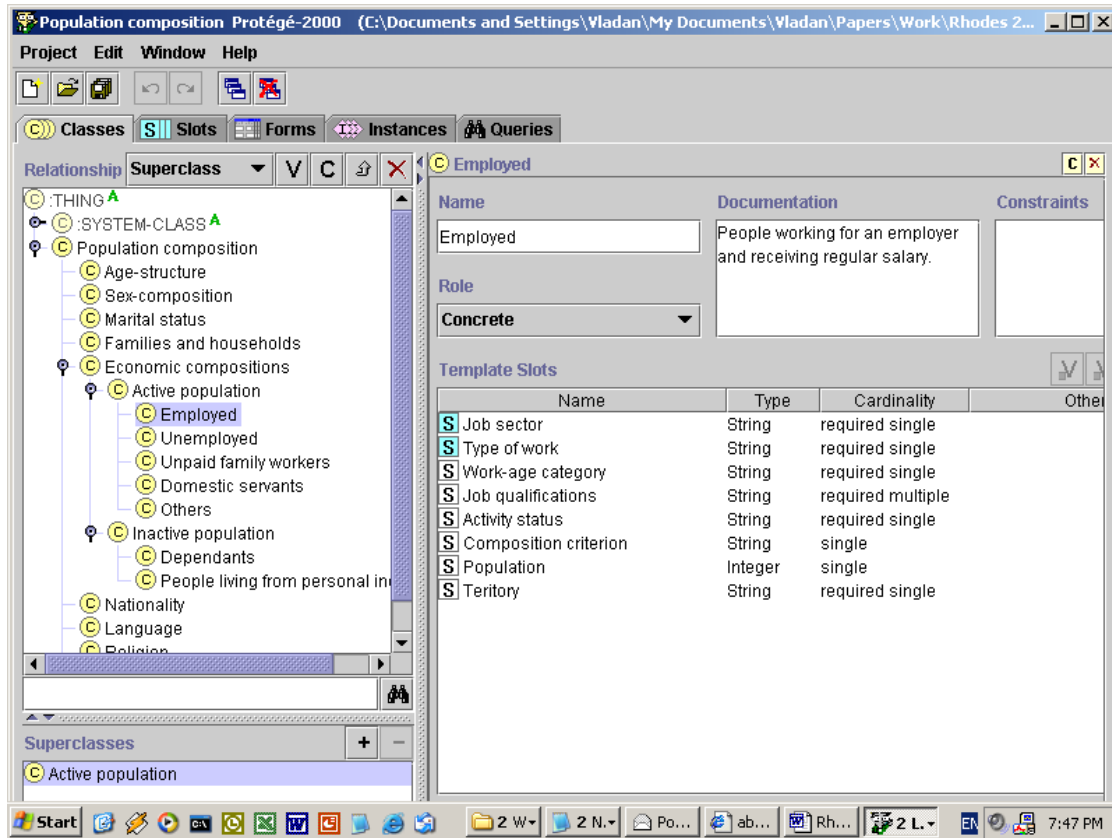 Population composition Protégé-2000 (C:\Documents and Settings\Vladan\My Documents\Vladan\Papers\Work\Rhodes 2...
Project Edit Window Help
Classes S Slots Forms Instances Queries
Relationship Superclass V C
:THING A
:SYSTEM-CLASS A
Population composition
Age-structure
Sex-composition
Marital status
Families and households
Economic compositions
Active population
Employed
Unemployed
Unpaid family workers
Domestic servants
Others
Inactive population
Dependants
People living from personal in
Nationality
Language
Religion
Superclasses + -
Active population
C Employed C
Name Documentation Constraints
Employed
People working for an employer
and receiving regular salary.
Role
Concrete
Template Slots V
Name Type Cardinality Other
S Job sector String required single
S Type of work String required single
S Work-age category String required single
S Job qualifications String required multiple
S Activity status String required single
S Composition criterion String single
S Population Integer single
S Teritory String required single
Start 2 W 2 N. Po... ab... Rh... 2 L. EN 7:47 PM